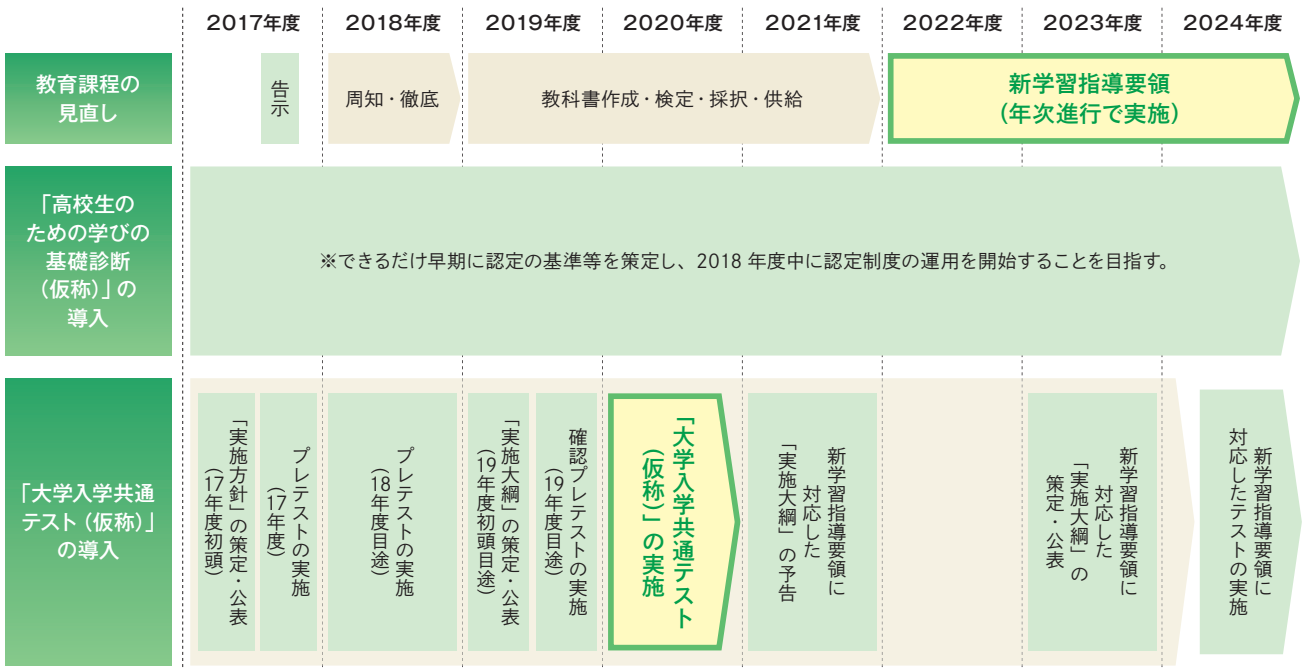 2017年度 2018年度 2019年度 2020年度 2021年度 2022年度 2023年度 2024年度
教育課程の
見直し
告示
周知・徹底
教科書作成・検定・採択・供給
新学習指導要領
（年次進行で実施）
「高校生の
ための学びの
基礎診断
（仮称）」の
導入
※できるだけ早期に認定の基準等を策定し、2018 年度中に認定制度の運用を開始することを目指す。
「大学入学共通
テスト（仮称）」
の導入
「実施方針」の策定・公表
（17年度初頭）
プレテストの実施
（17年度）
プレテストの実施
（18年度目途）
「実施大綱」の策定・公表
（19年度初頭目途）
確認プレテストの実施
（19年度目途）
「大学入学共通テスト
（仮称）」の実施
新学習指導要領に
対応した
「実施大綱」の予告
新学習指導要領に
対応した
「実施大綱」の
策定・公表
新学習指導要領に
対応したテストの実施